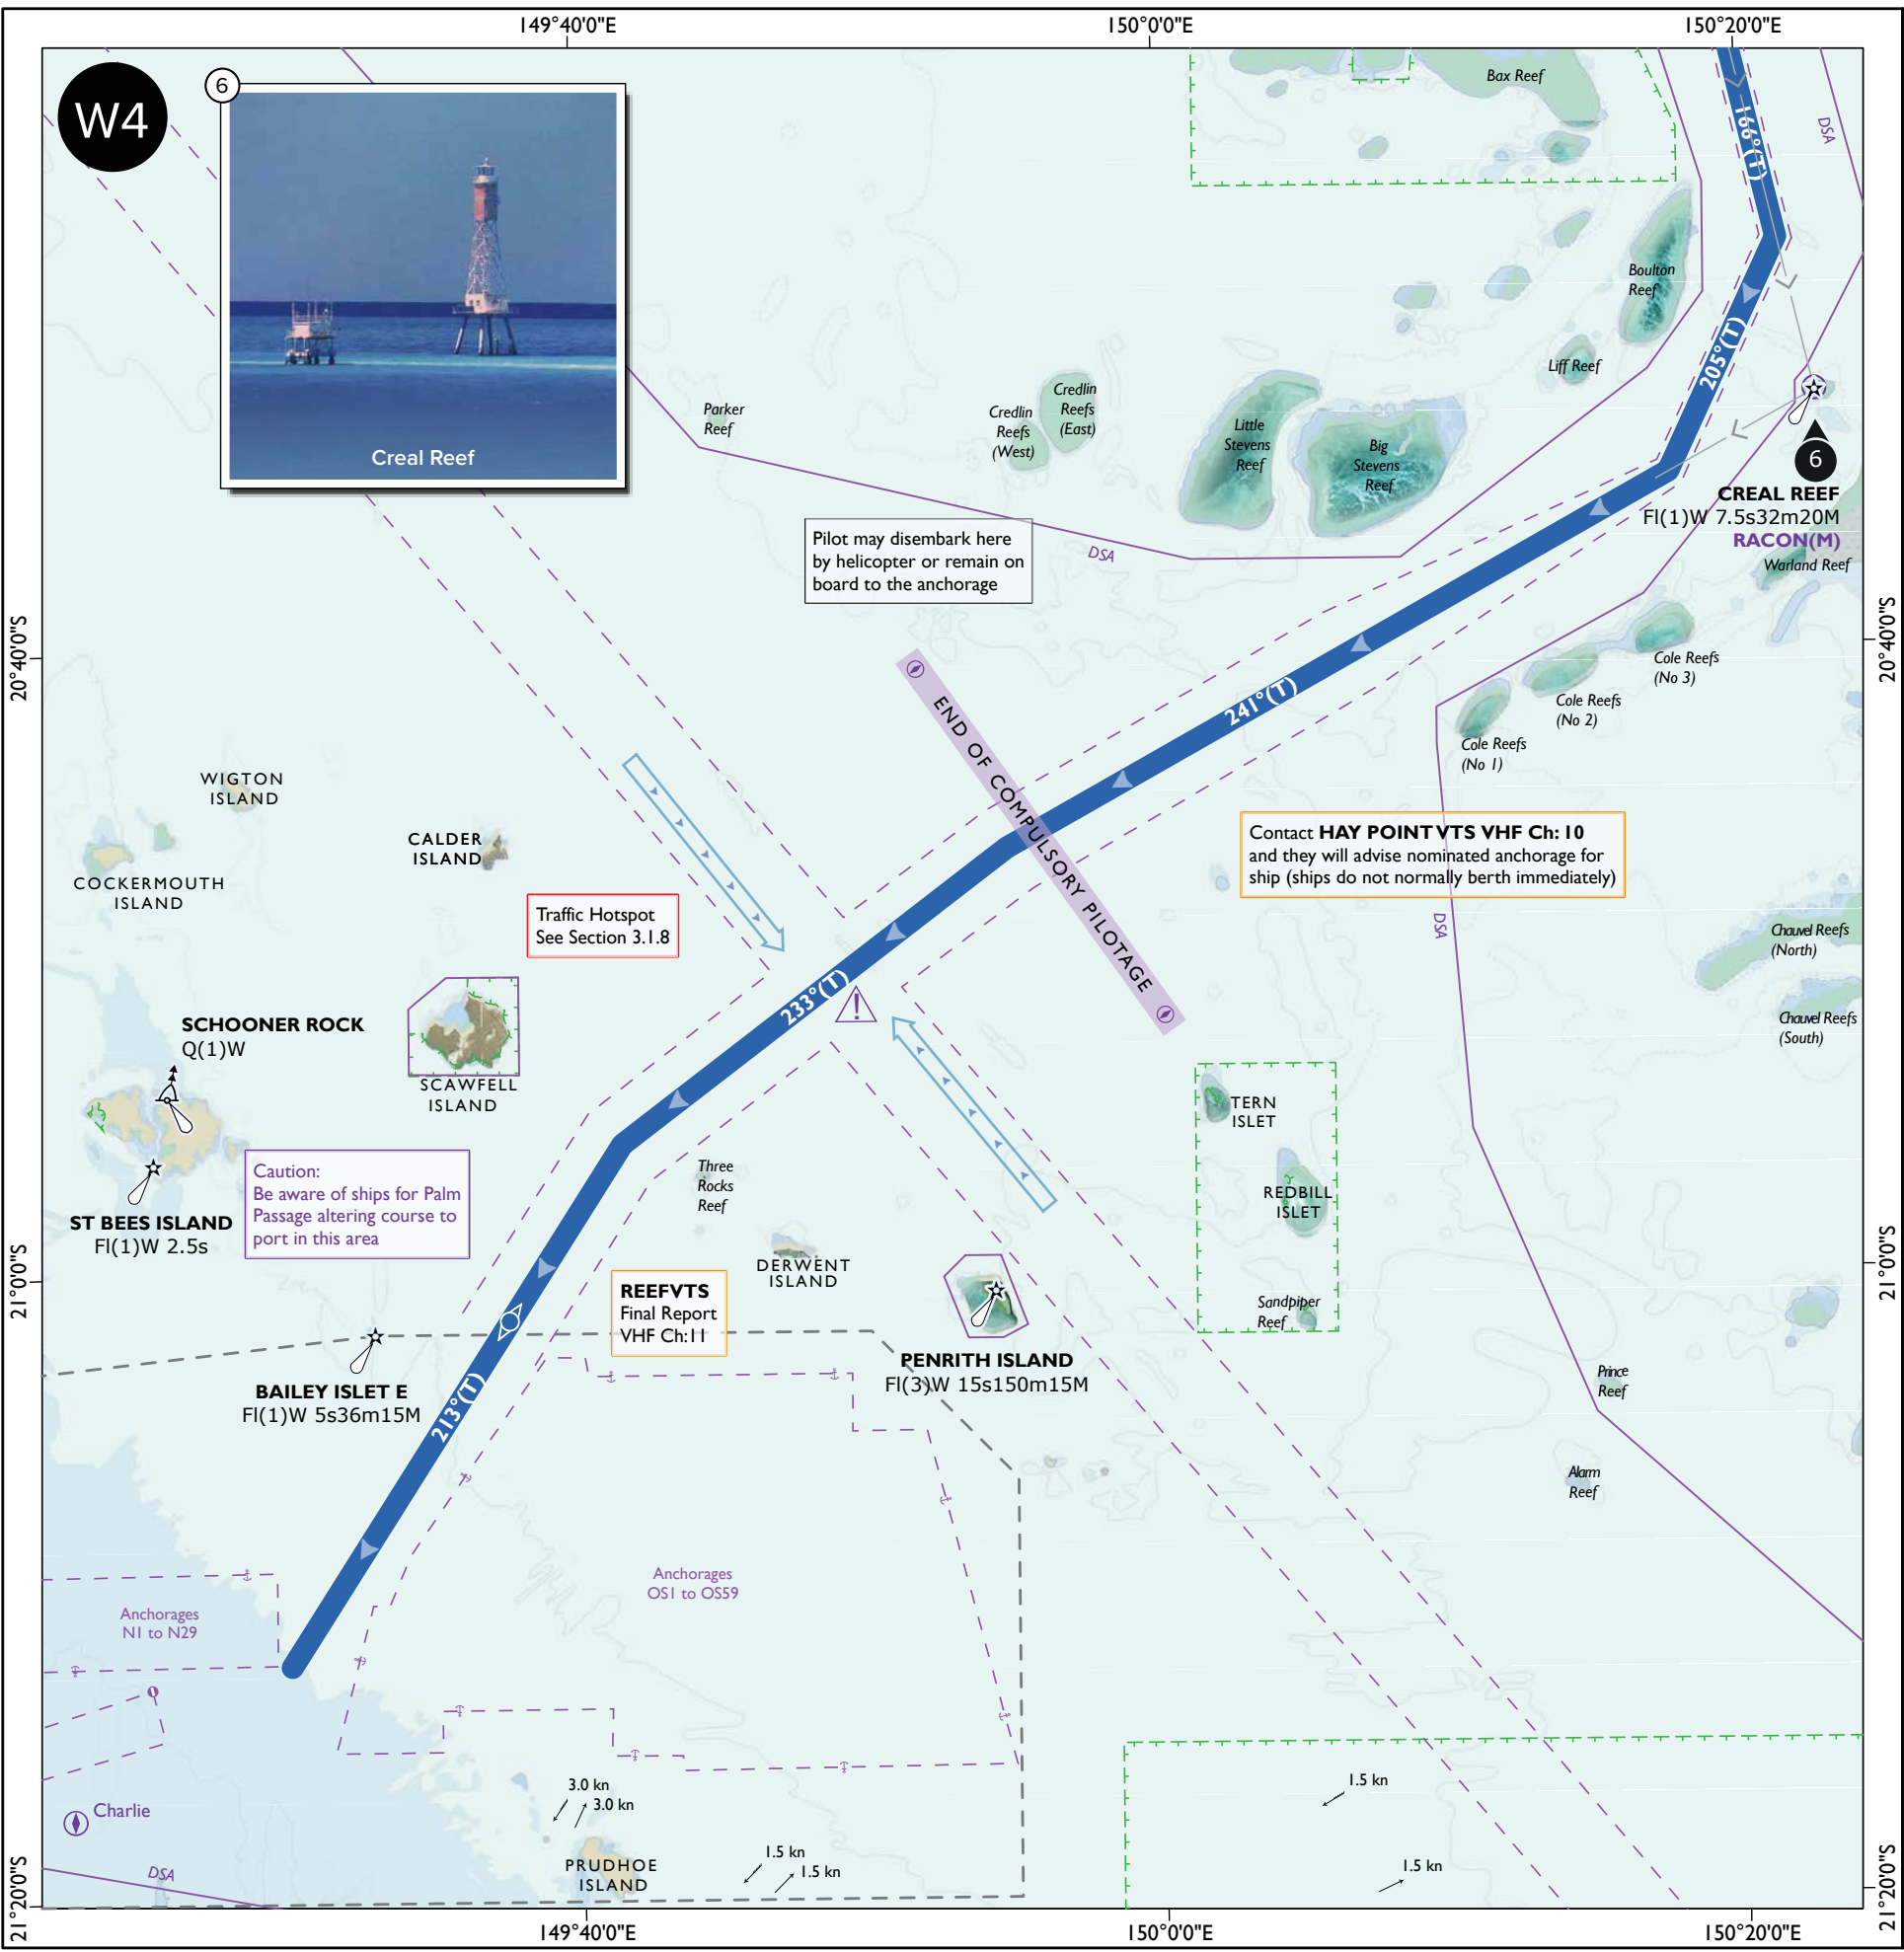 149°40'0"E
150°0'0"E
150°20'0"E
W4
6
Creal Reef
Bax Reef
166°(T)
DSA
Boulton
Reef
205°(T)
Liff Reef
Parker
Reef
Credlin
Reefs
(West)
Credlin
Reefs
(East)
Little
Stevens
Reef
Big
Stevens
Reef
6
CREAL REEF
Fl(1)W 7.5s32m20M
RACON(M)
Warland Reef
Pilot may disembark here
by helicopter or remain on
board to the anchorage
DSA
20°40'0"S
20°40'0"S
Cole Reefs
(No 3)
Cole Reefs
(No 2)
Cole Reefs
(No 1)
241°(T)
END OF COMPULSORY PILOTAGE
WIGTON
ISLAND
CALDER
ISLAND
COCKERMOUTH
ISLAND
Contact HAY POINT VTS VHF Ch: 10
and they will advise nominated anchorage for
ship (ships do not normally berth immediately)
Traffic Hotspot
See Section 3.1.8
DSA
Chauvel Reefs
(North)
Chauvel Reefs
(South)
233°(T)
!
SCHOONER ROCK
Q(1)W
SCAWFELL
ISLAND
TERN
ISLET
REDBILL
ISLET
Sandpiper
Reef
Three
Rocks
Reef
ST BEES ISLAND
Fl(1)W 2.5s
Caution:
Be aware of ships for Palm
Passage altering course to
port in this area
DERWENT
ISLAND
21°0'0"S
21°0'0"S
REEFVTS
Final Report
VHF Ch:11
PENRITH ISLAND
Fl(3)W 15s150m15M
BAILEY ISLET E
Fl(1)W 5s36m15M
213°(T)
Prince
Reef
Alarm
Reef
Anchorages
OS1 to OS59
Anchorages
N1 to N29
Charlie
DSA
3.0 kn
3.0 kn
1.5 kn
1.5 kn
1.5 kn
1.5 kn
PRUDHOE
ISLAND
21°20'0"S
21°20'0"S
149°40'0"E
150°0'0"E
150°20'0"E